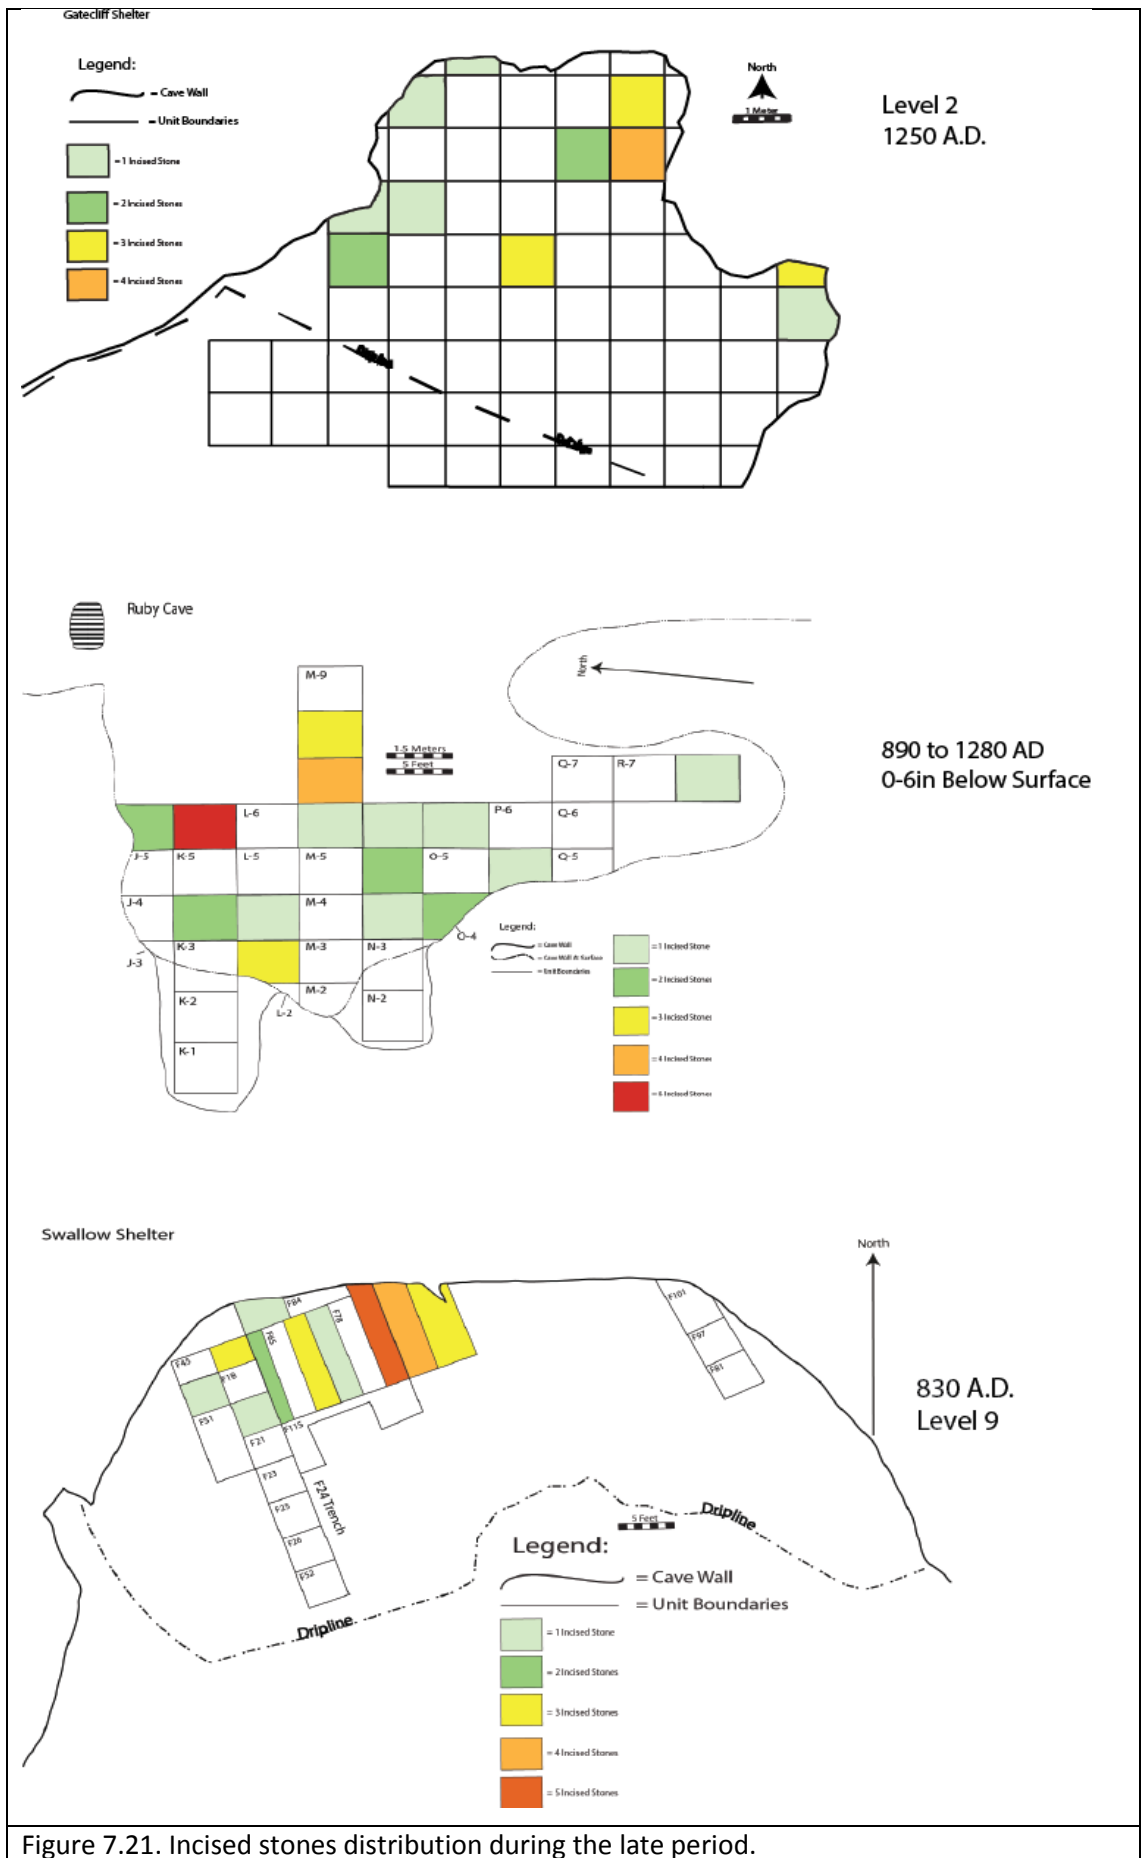 Gatecliff Shelter
Legend:
= Cave Wall
= Unit Boundaries
= 1 Incised Stone
= 2 Incised Stones
= 3 Incised Stones
= 4 Incised Stones
North
1 Meter
Level 2
1250 A.D.
Ruby Cave
North
890 to 1280 AD
0-6in Below Surface
M-9
1.5 Meters
5 Feet
Q-7
R-7
L-6
P-6
Q-6
J-5
K-5
L-5
M-5
O-5
Q-5
J-4
M-4
O-4
J-3
K-3
M-3
N-3
K-2
L-2
M-2
N-2
K-1
Legend:
= Cave Wall
= Cave Wall @ Surface
= Unit Boundaries
= 1 Incised Stone
= 2 Incised Stones
= 3 Incised Stones
= 4 Incised Stones
= 6 Incised Stones
Swallow Shelter
North
830 A.D.
Level 9
F84
F78
F65
F43
F18
F51
F21
F115
F23
F25
F26
F52
F24 Trench
F101
F97
F81
5 Feet
Dripline
Dripline
Legend:
= Cave Wall
= Unit Boundaries
= 1 Incised Stone
= 2 Incised Stones
= 3 Incised Stones
= 4 Incised Stones
= 5 Incised Stones
Figure 7.21. Incised stones distribution during the late period.